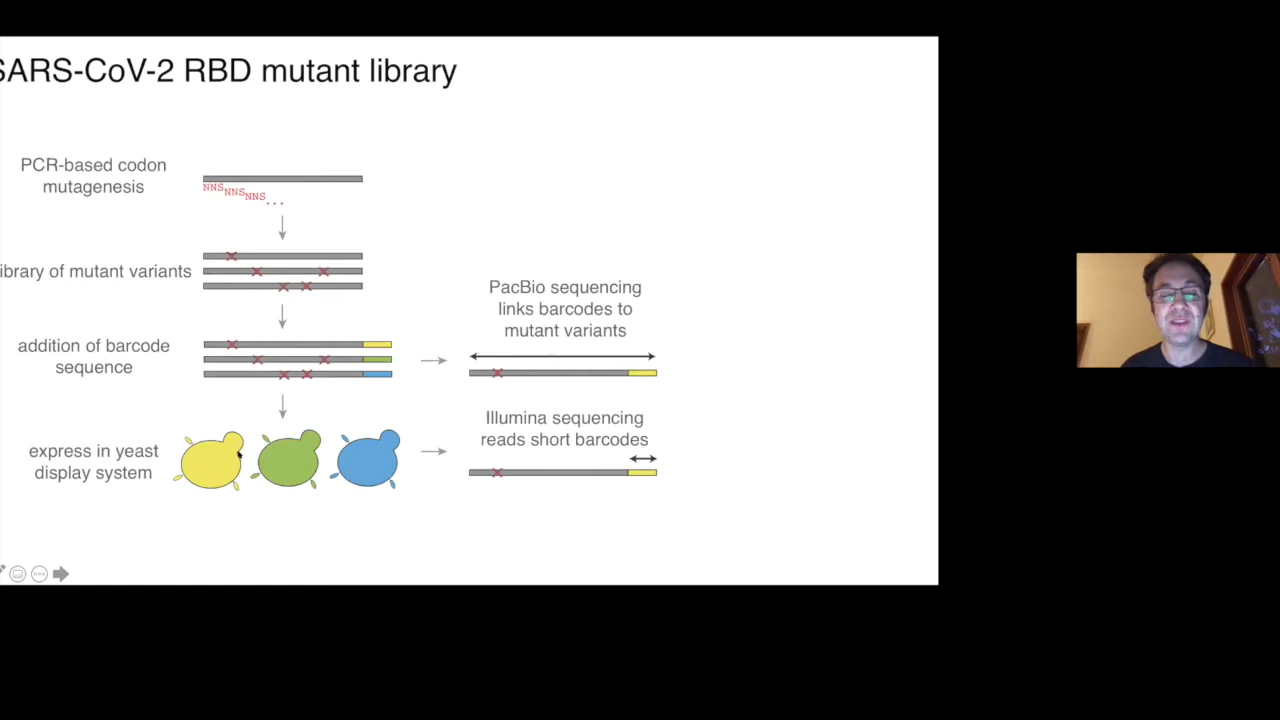 SARS-CoV-2 RBD mutant library
PCR-based codon
mutagenesis
NNSNNSNNS...
library of mutant variants
addition of barcode
sequence
PacBio sequencing
links barcodes to
mutant variants
express in yeast
display system
Illumina sequencing
reads short barcodes